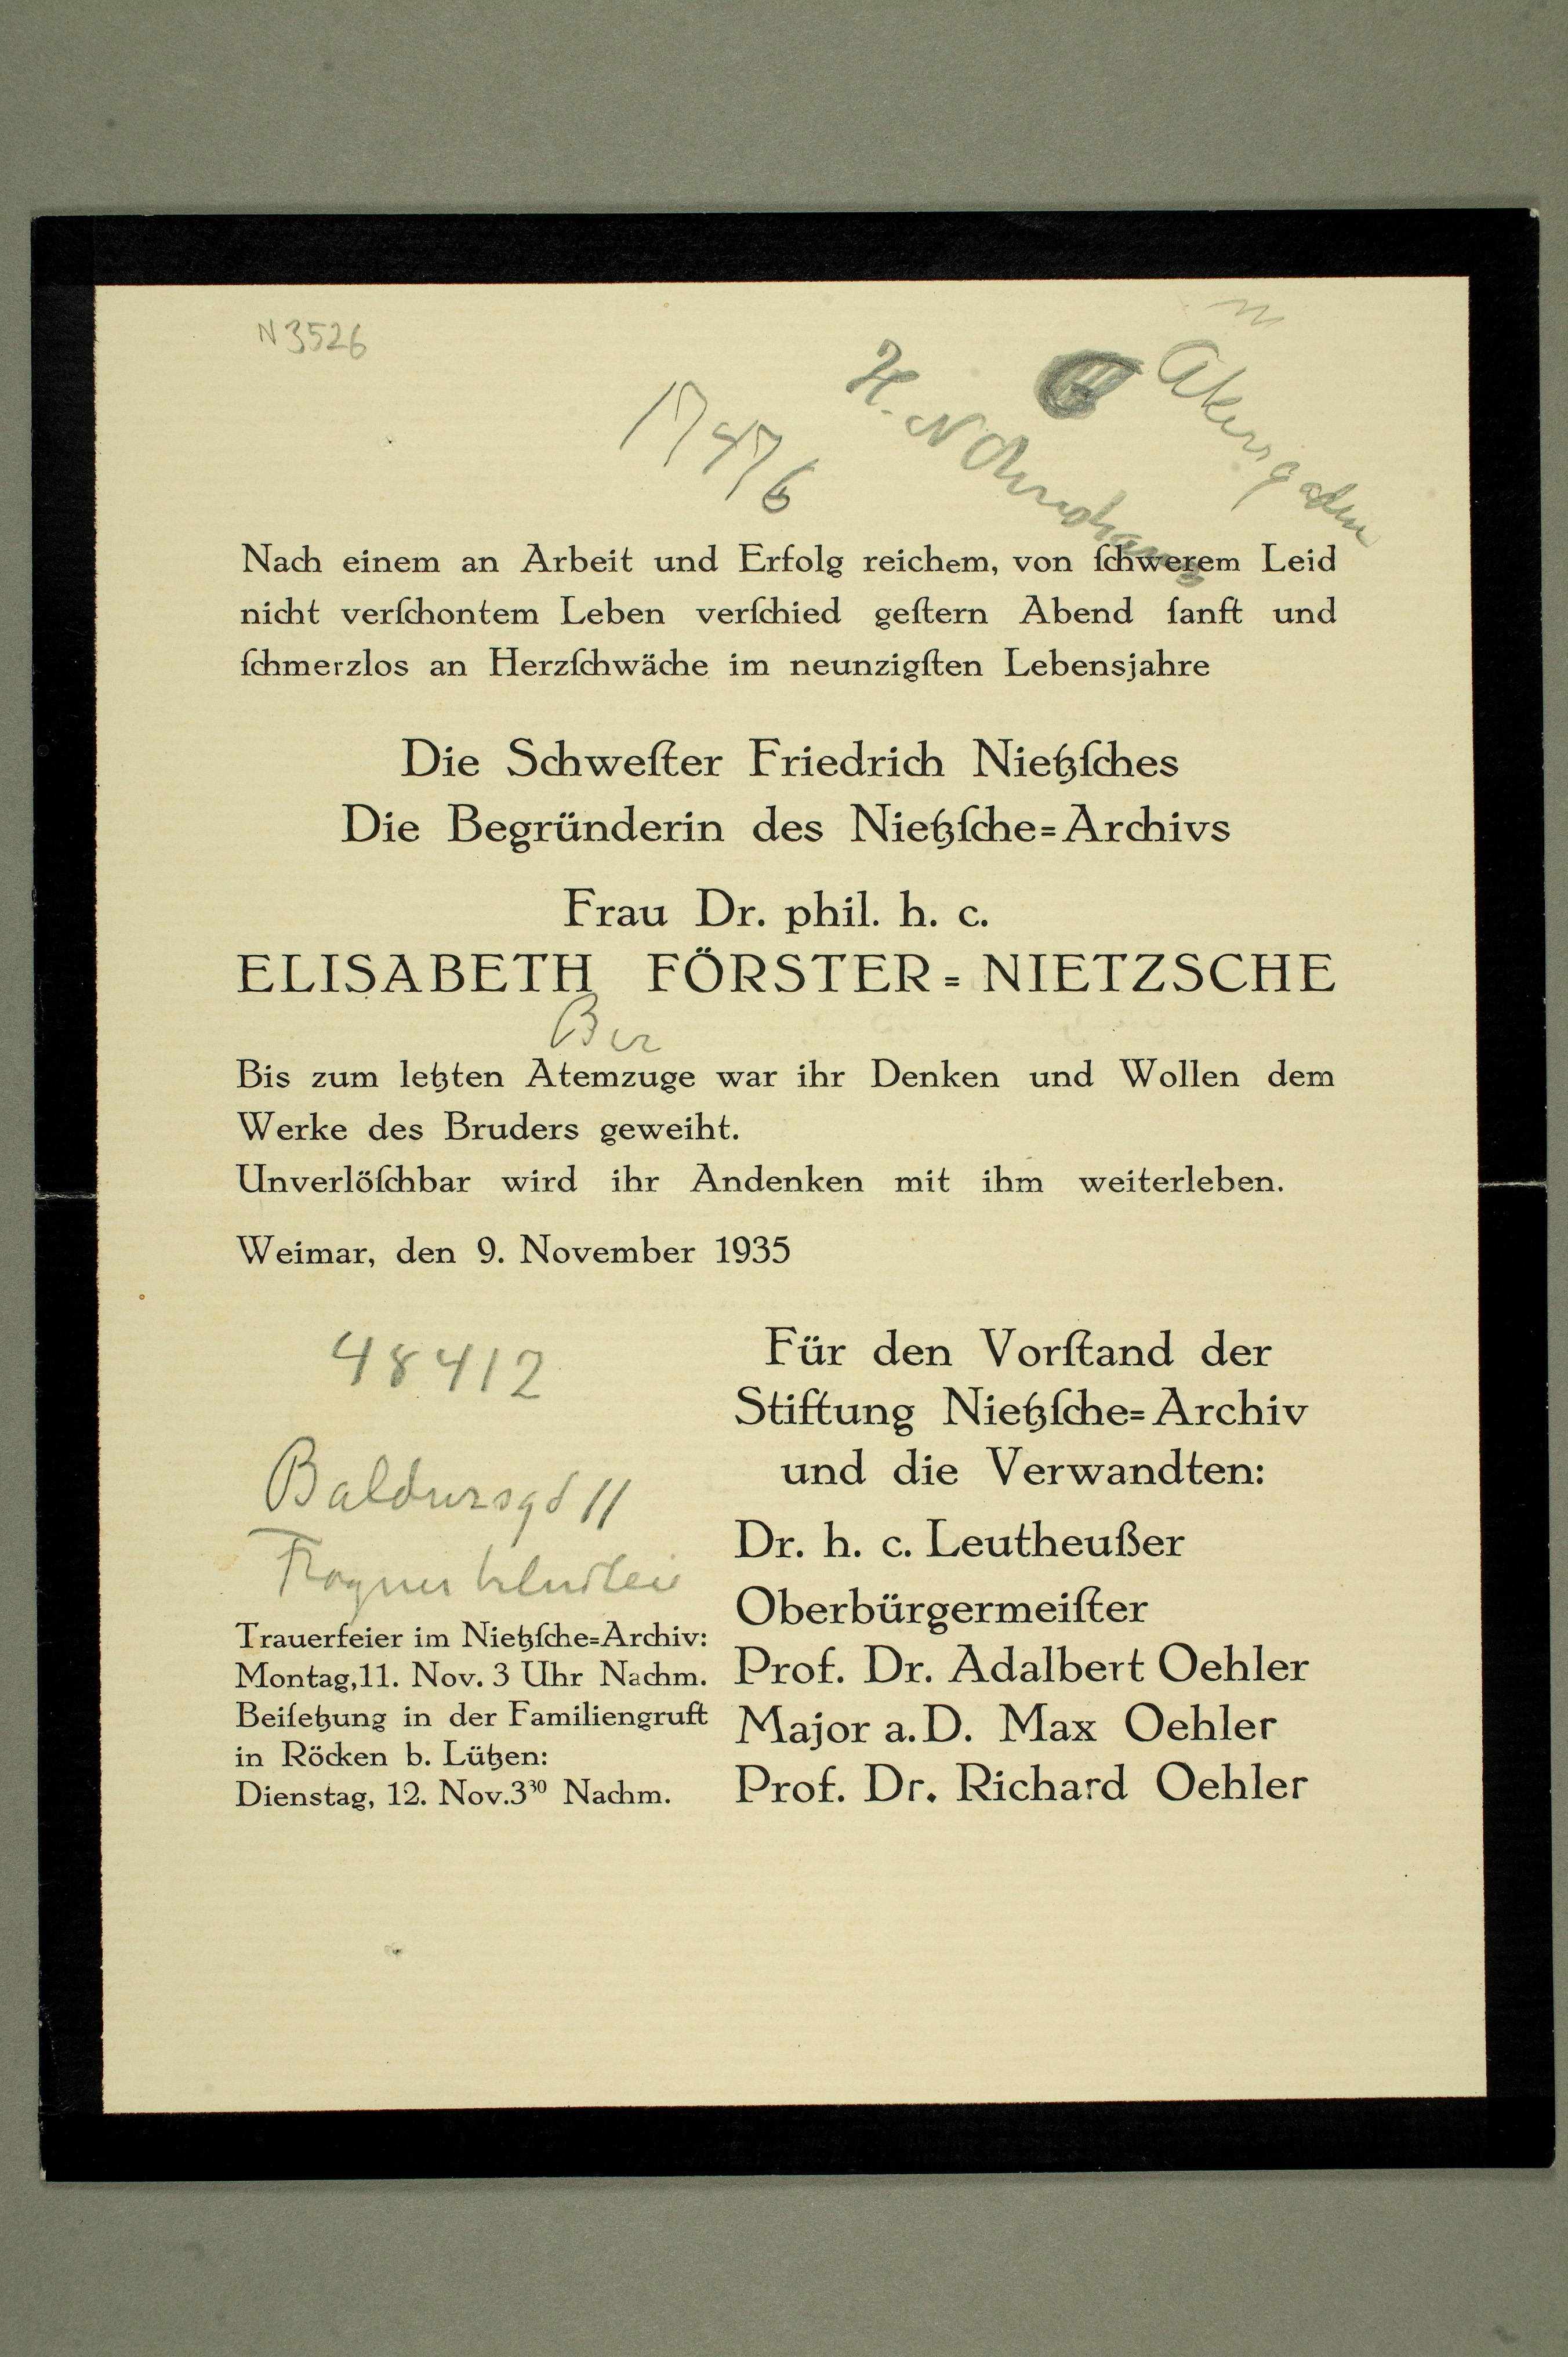 N 3526
17476
H. N
Akersgaten
Nach einem an Arbeit und Erfolg reichem, von ſchwerem Leid
nicht verſchontem Leben verſchied geſtern Abend ſanft und
ſchmerzlos an Herzſchwäche im neunzigſten Lebensjahre
Die Schweſter Friedrich Nietzſches
Die Begründerin des Nietzſche=Archivs
Frau Dr. phil. h. c.
ELISABETH FÖRSTER=NIETZSCHE
Bis zum letzten Atemzuge war ihr Denken und Wollen dem
Werke des Bruders geweiht.
Unverlöſchbar wird ihr Andenken mit ihm weiterleben.
Weimar, den 9. November 1935
48412
Baldursgd 11
Trauerfeier im Nietzſche=Archiv:
Montag,11. Nov. 3 Uhr Nachm.
Beiſetzung in der Familiengruft
in Röcken b. Lützen:
Dienstag, 12. Nov.3³⁰ Nachm.
Für den Vorſtand der
Stiftung Nietzſche=Archiv
und die Verwandten:
Dr. h. c. Leutheußer
Oberbürgermeiſter
Prof. Dr. Adalbert Oehler
Major a.D. Max Oehler
Prof. Dr. Richard Oehler